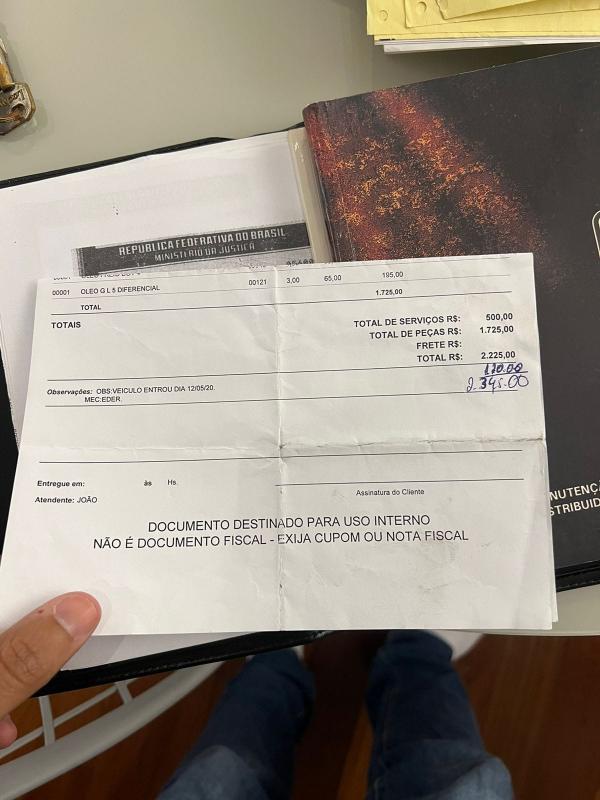 REPÚBLICA FEDERATIVA DO BRASIL
MINISTÉRIO DA JUSTIÇA
00001 OLEO G L 5 DIFERENCIAL 00121 3,00 65,00 195,00
TOTAL 1.725,00
TOTAIS
TOTAL DE SERVIÇOS R$: 500,00
TOTAL DE PEÇAS R$: 1.725,00
FRETE R$:
TOTAL R$: 2.225,00
120.00
2.345.00
Observações: OBS:VEICULO ENTROU DIA 12/05/20.
MEC:EDER.
Entregue em: às Hs.
Assinatura do Cliente
Atendente: JOÃO
DOCUMENTO DESTINADO PARA USO INTERNO
NÃO É DOCUMENTO FISCAL - EXIJA CUPOM OU NOTA FISCAL
NUTENÇ
STRIBUID